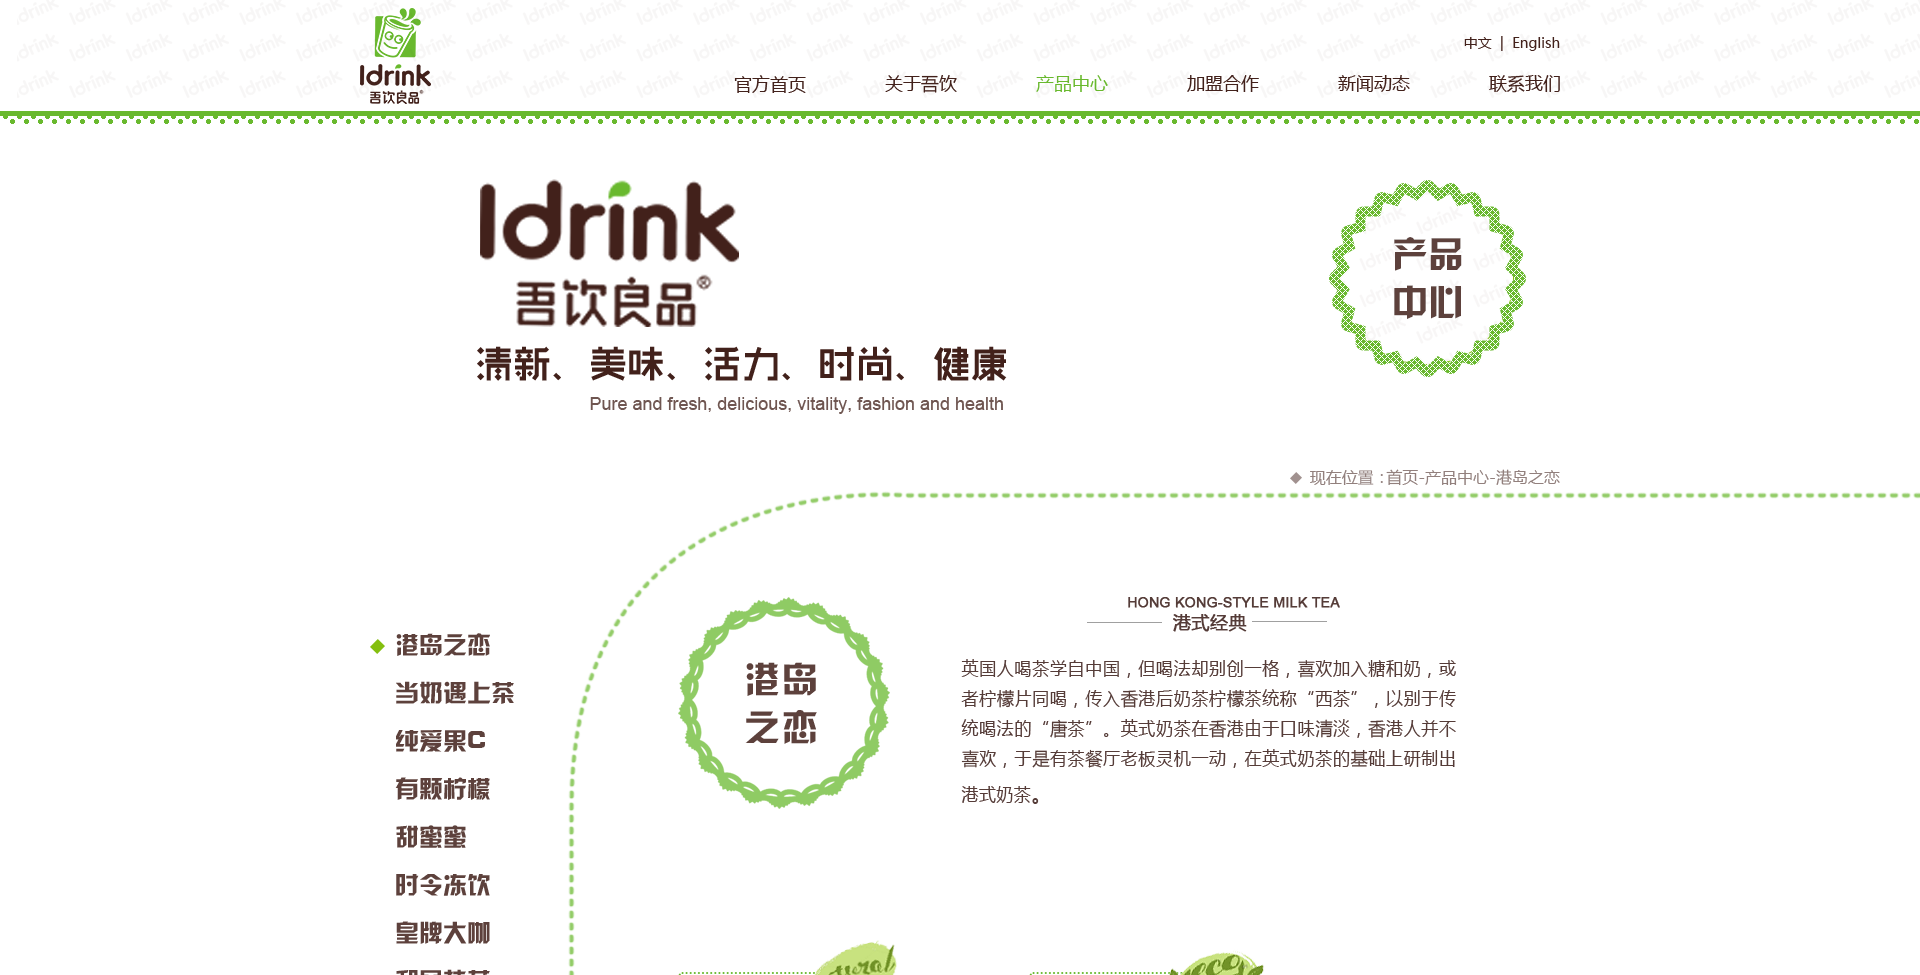 Idrink
吾饮良品
中文 | English
官方首页 关于吾饮 产品中心 加盟合作 新闻动态 联系我们
Idrink
吾饮良品®
清新、美味、活力、时尚、健康
Pure and fresh, delicious, vitality, fashion and health
产品
中心
◆ 现在位置:首页-产品中心-港岛之恋
港岛之恋
当奶遇上茶
纯爱果C
有颗柠檬
甜蜜蜜
时令冻饮
皇牌大咖
港岛
之恋
HONG KONG-STYLE MILK TEA
港式经典
英国人喝茶学自中国，但喝法却别创一格，喜欢加入糖和奶，或
者柠檬片同喝，传入香港后奶茶柠檬茶统称“西茶”，以别于传
统喝法的“唐茶”。英式奶茶在香港由于口味清淡，香港人并不
喜欢，于是有茶餐厅老板灵机一动，在英式奶茶的基础上研制出
港式奶茶。